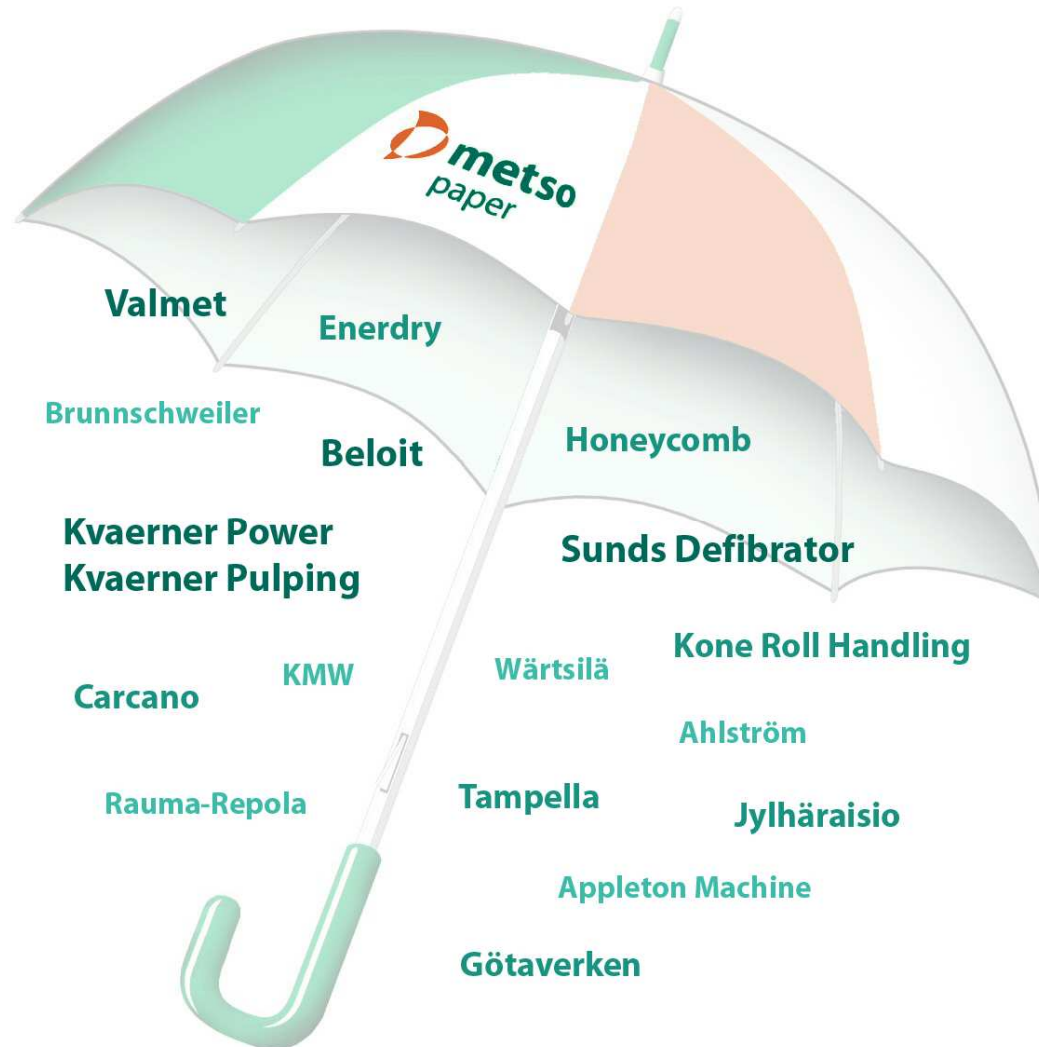 metso
paper
Valmet
Enerdry
Brunnschweiler
Beloit
Honeycomb
Kvaerner Power
Kvaerner Pulping
Sunds Defibrator
Kone Roll Handling
KMW
Wärtsilä
Carcano
Ahlström
Rauma-Repola
Tampella
Jylhäraisio
Appleton Machine
Götaverken